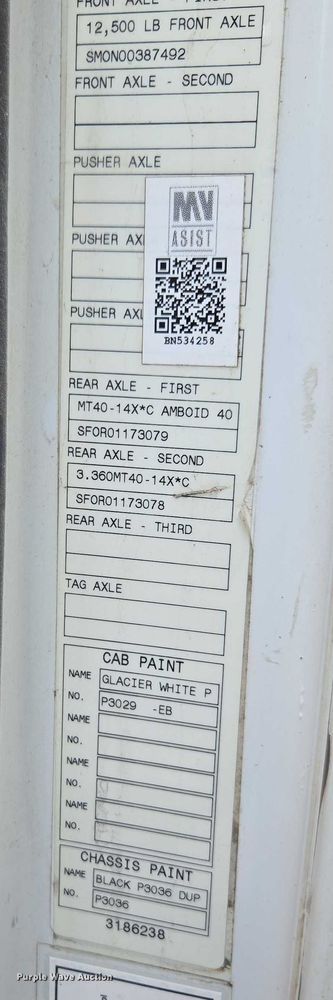 FRONT AXLE - FIRST
12,500 LB FRONT AXLE
SMON00387492
FRONT AXLE - SECOND
PUSHER AXLE
MV
ASIST
PUSHER AX
BN534258
PUSHER AXL
REAR AXLE - FIRST
MT40-14X*C AMBOID 40
SFOR01173079
REAR AXLE - SECOND
3.360MT40-14X*C
SFOR01173078
REAR AXLE - THIRD
TAG AXLE
CAB PAINT
NAME GLACIER WHITE P
NO. P3029 -EB
NAME
NO.
NAME
NO.
NAME
NO.
CHASSIS PAINT
NAME BLACK P3036 DUP
NO. P3036
3186238
Purple Wave Auction